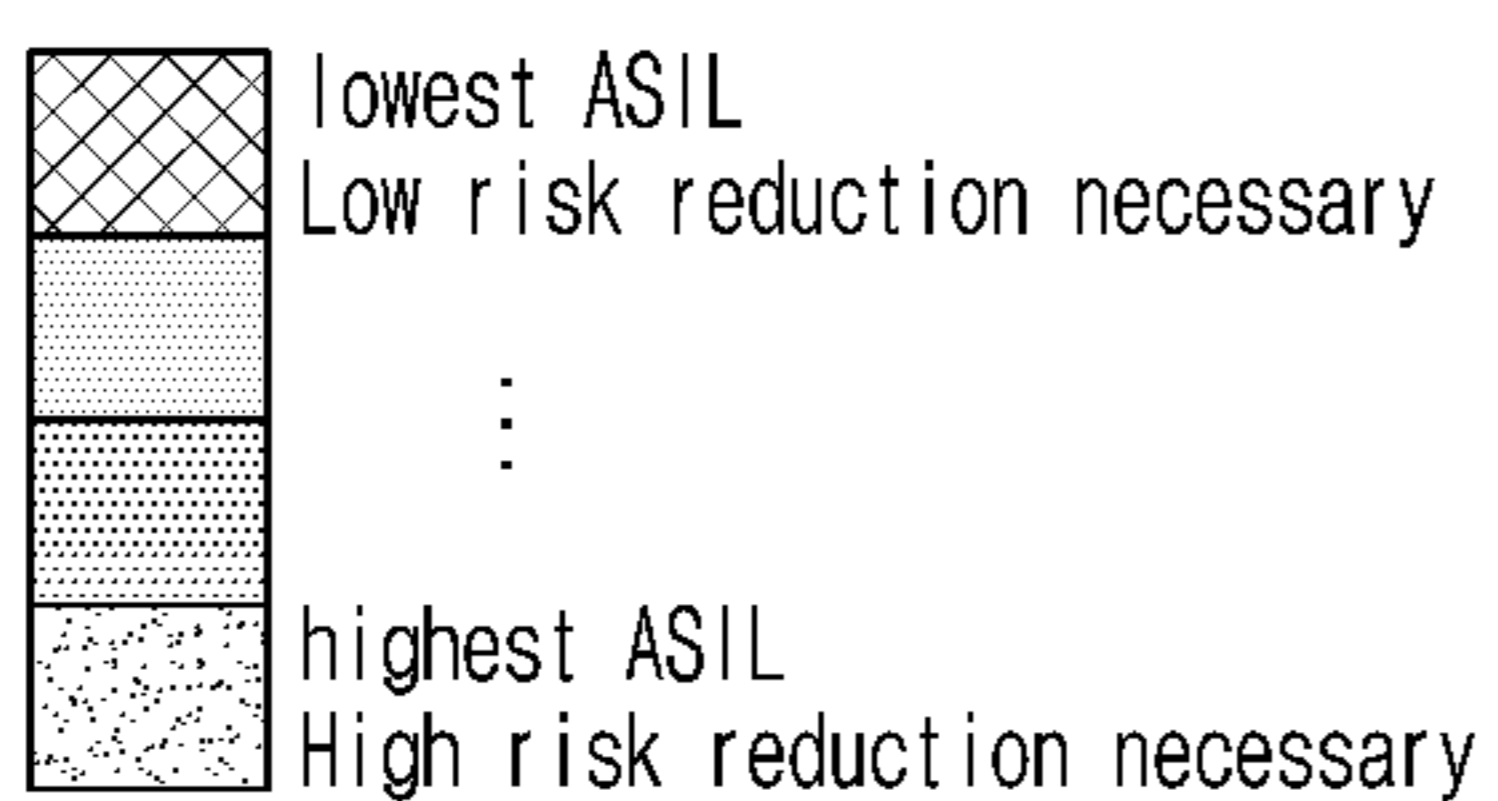 lowest ASIL
Low risk reduction necessary
highest ASIL
High risk reduction necessary